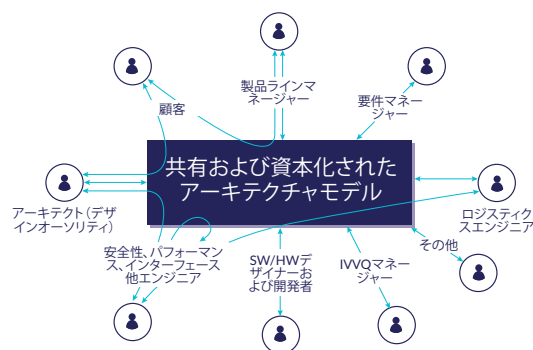 製品ラインマ
ネージャー
顧客
要件マネー
ジャー
共有および資本化された
アーキテクチャモデル
アーキテクト（デザ
インオーソリティ）
ロジスティク
スエンジニア
安全性、パフォーマン
ス、インターフェース
他エンジニア
SW/HWデ
ザイナーお
よび開発者
IVVQマネー
ジャー
その他